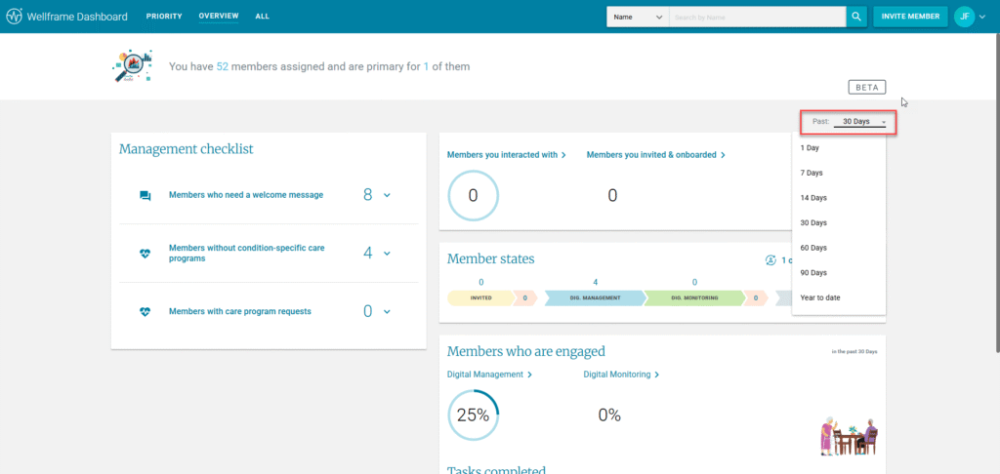 Wellframe Dashboard
PRIORITY
OVERVIEW
ALL
Name
Search by Name
INVITE MEMBER
JF
You have 52 members assigned and are primary for 1 of them
BETA
Past: 30 Days
1 Day
7 Days
14 Days
30 Days
60 Days
90 Days
Year to date
Management checklist
Members who need a welcome message 8
Members without condition-specific care
programs
4
Members with care program requests 0
Members you interacted with
0
Members you invited & onboarded
0
Member states
1
0
4
0
INVITED
0
DIG. MANAGEMENT
DIG. MONITORING
0
Members who are engaged
in the past 30 Days
Digital Management
25%
Digital Monitoring
0%
Tasks completed